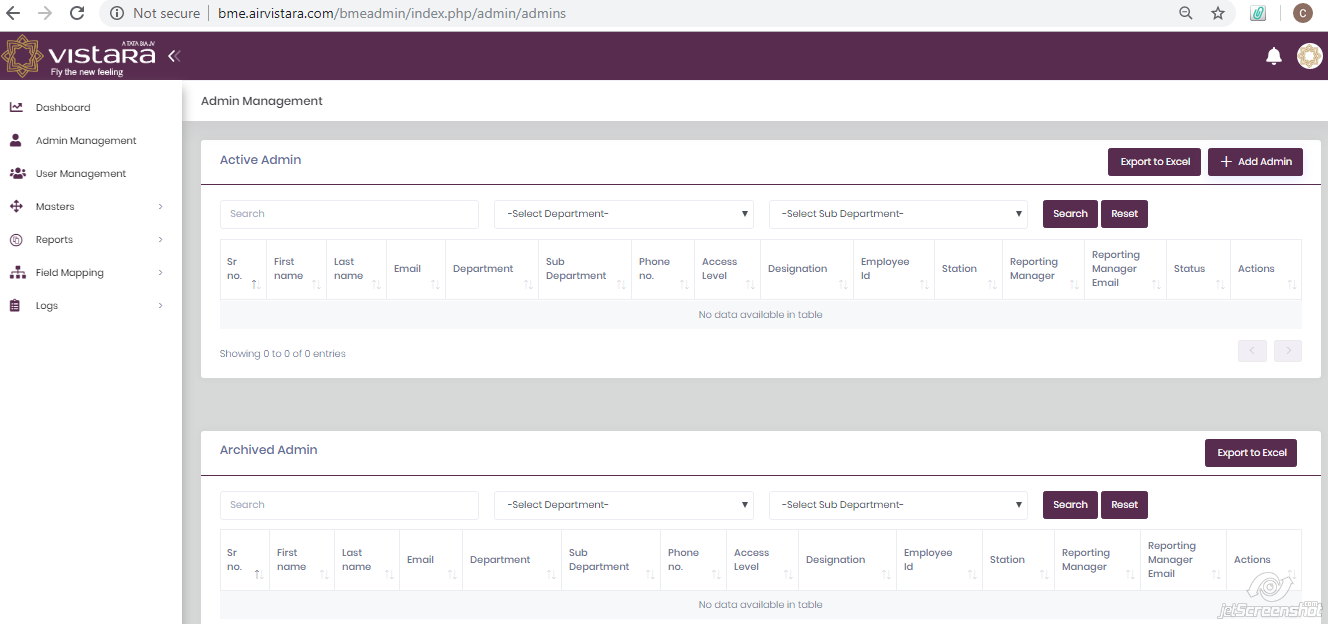 Not secure | bme.airvistara.com/bmeadmin/index.php/admin/admins
C
A TATA SIA JV
VISTARA
Fly the new feeling
Dashboard
Admin Management
User Management
Masters
Reports
Field Mapping
Logs
Admin Management
Active Admin
Export to Excel
+ Add Admin
Search
-Select Department-
-Select Sub Department-
Search
Reset
Sr no.
First name
Last name
Email
Department
Sub Department
Phone no.
Access Level
Designation
Employee Id
Station
Reporting Manager
Reporting Manager Email
Status
Actions
No data available in table
Showing 0 to 0 of 0 entries
Archived Admin
Export to Excel
Search
-Select Department-
-Select Sub Department-
Search
Reset
Sr no.
First name
Last name
Email
Department
Sub Department
Phone no.
Access Level
Designation
Employee Id
Station
Reporting Manager
Reporting Manager Email
Actions
No data available in table
jetScreenshot
.com